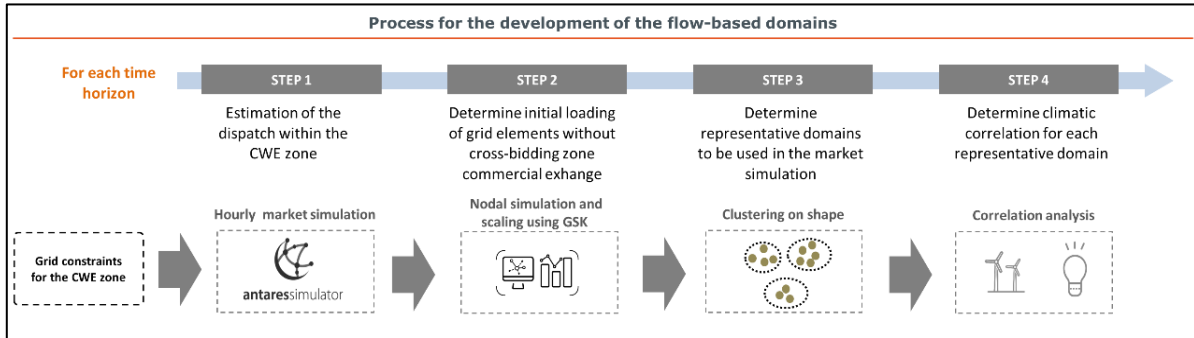 Process for the development of the flow-based domains
For each time
horizon
STEP 1
STEP 2
STEP 3
STEP 4
Estimation of the
dispatch within the
CWE zone
Determine initial loading
of grid elements without
cross-bidding zone
commercial exhange
Determine
representative domains
to be used in the market
simulation
Determine climatic
correlation for each
representative domain
Grid constraints
for the CWE zone
Hourly market simulation
antaressimulator
Nodal simulation and
scaling using GSK
Clustering on shape
Correlation analysis